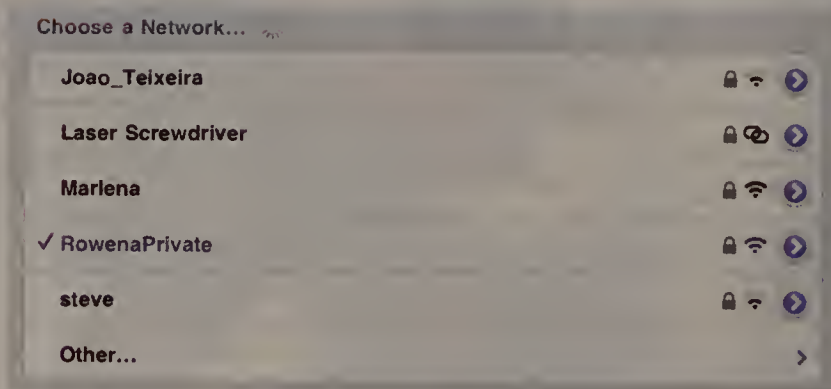 Choose a Network...
Joao_Teixeira
Laser Screwdriver
Marlena
✓ RowenaPrivate
steve
Other...